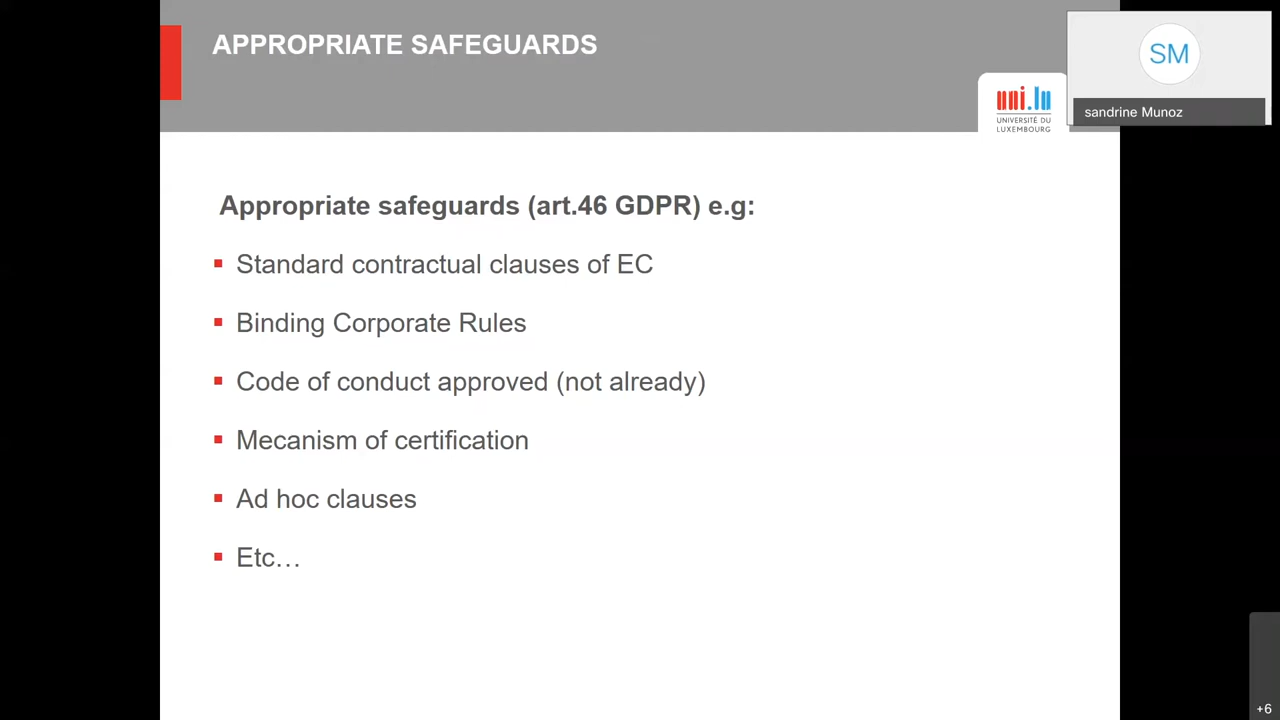 APPROPRIATE SAFEGUARDS
SM
sandrine Munoz
uni.lu
UNIVERSITÉ DU
LUXEMBOURG
Appropriate safeguards (art.46 GDPR) e.g:
Standard contractual clauses of EC
Binding Corporate Rules
Code of conduct approved (not already)
Mecanism of certification
Ad hoc clauses
Etc…
+6